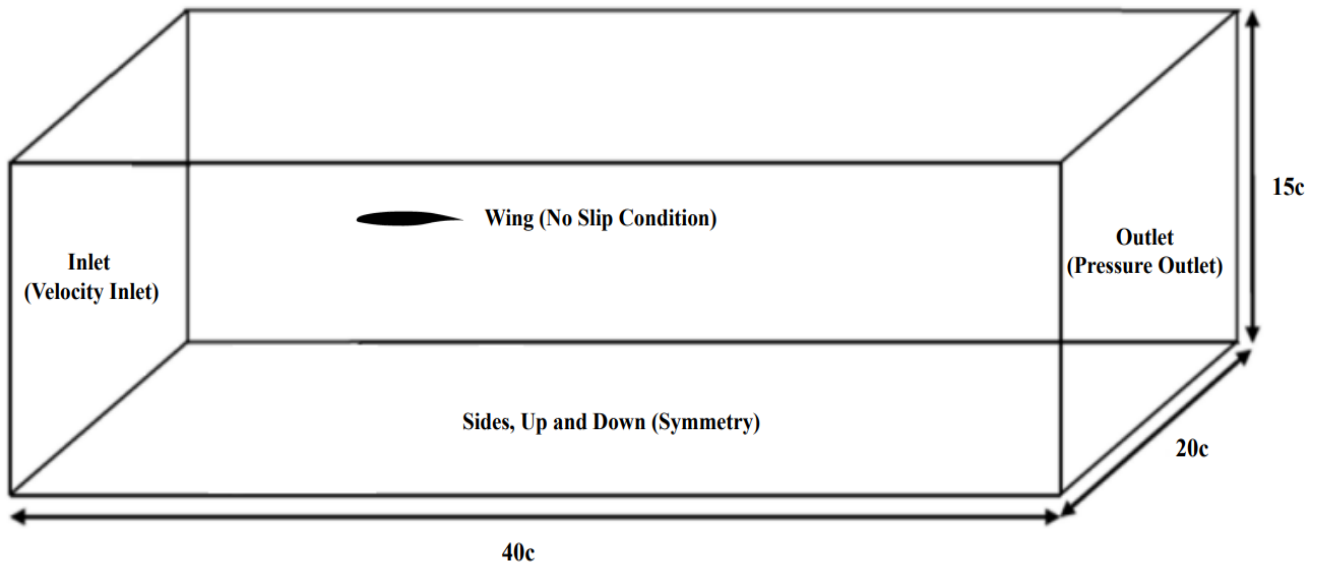 15c
Wing (No Slip Condition)
Outlet
(Pressure Outlet)
Inlet
(Velocity Inlet)
Sides, Up and Down (Symmetry)
20c
40c